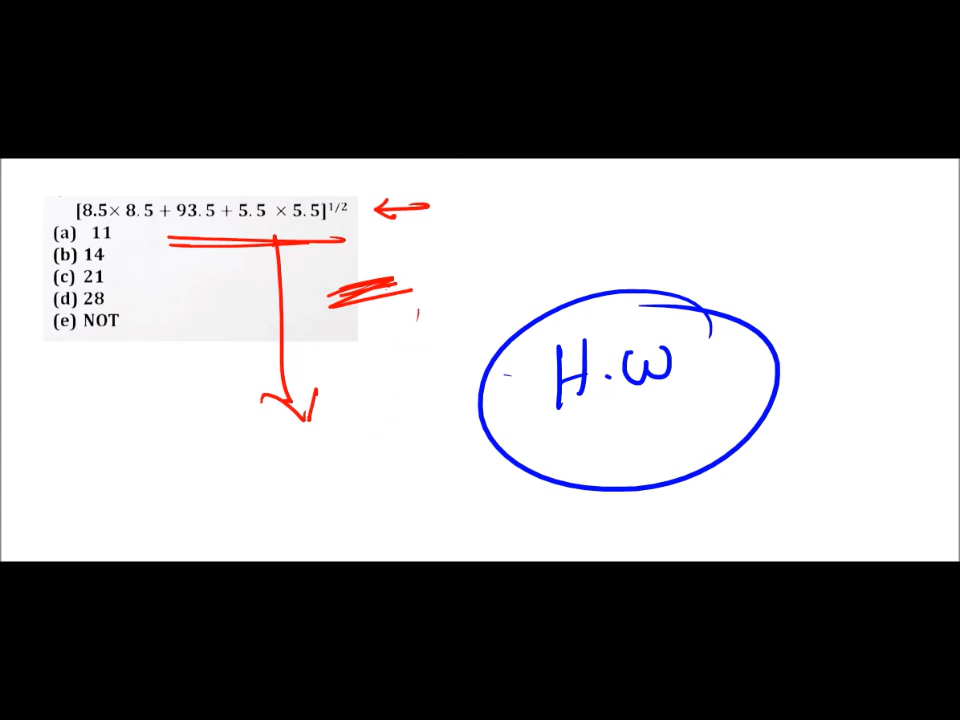 [8.5× 8.5 + 93.5 + 5.5 × 5.5]^1/2
(a) 11
(b) 14
(c) 21
(d) 28
(e) NOT
H.W